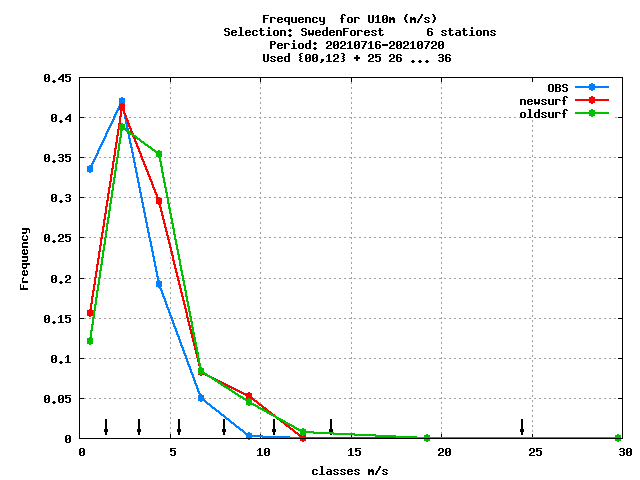 Frequency  for U10m (m/s)
Selection: SwedenForest      6 stations
Period: 20210716-20210720
Used {00,12} + 25 26 ... 36
OBS
newsurf
oldsurf
0.45
0.4
0.35
0.3
0.25
0.2
0.15
0.1
0.05
0
Frequency
0 5 10 15 20 25 30
classes m/s